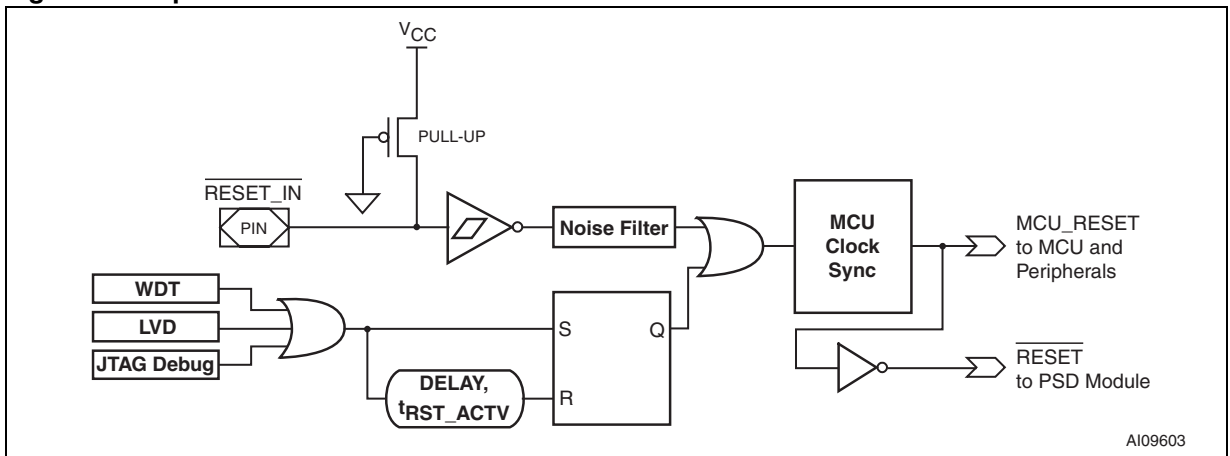 VCC
PULL-UP
RESET_IN
PIN
Noise Filter
MCU
Clock
Sync
MCU_RESET
to MCU and
Peripherals
WDT
LVD
JTAG Debug
S
Q
R
DELAY,
tRST_ACTV
RESET
to PSD Module
AI09603